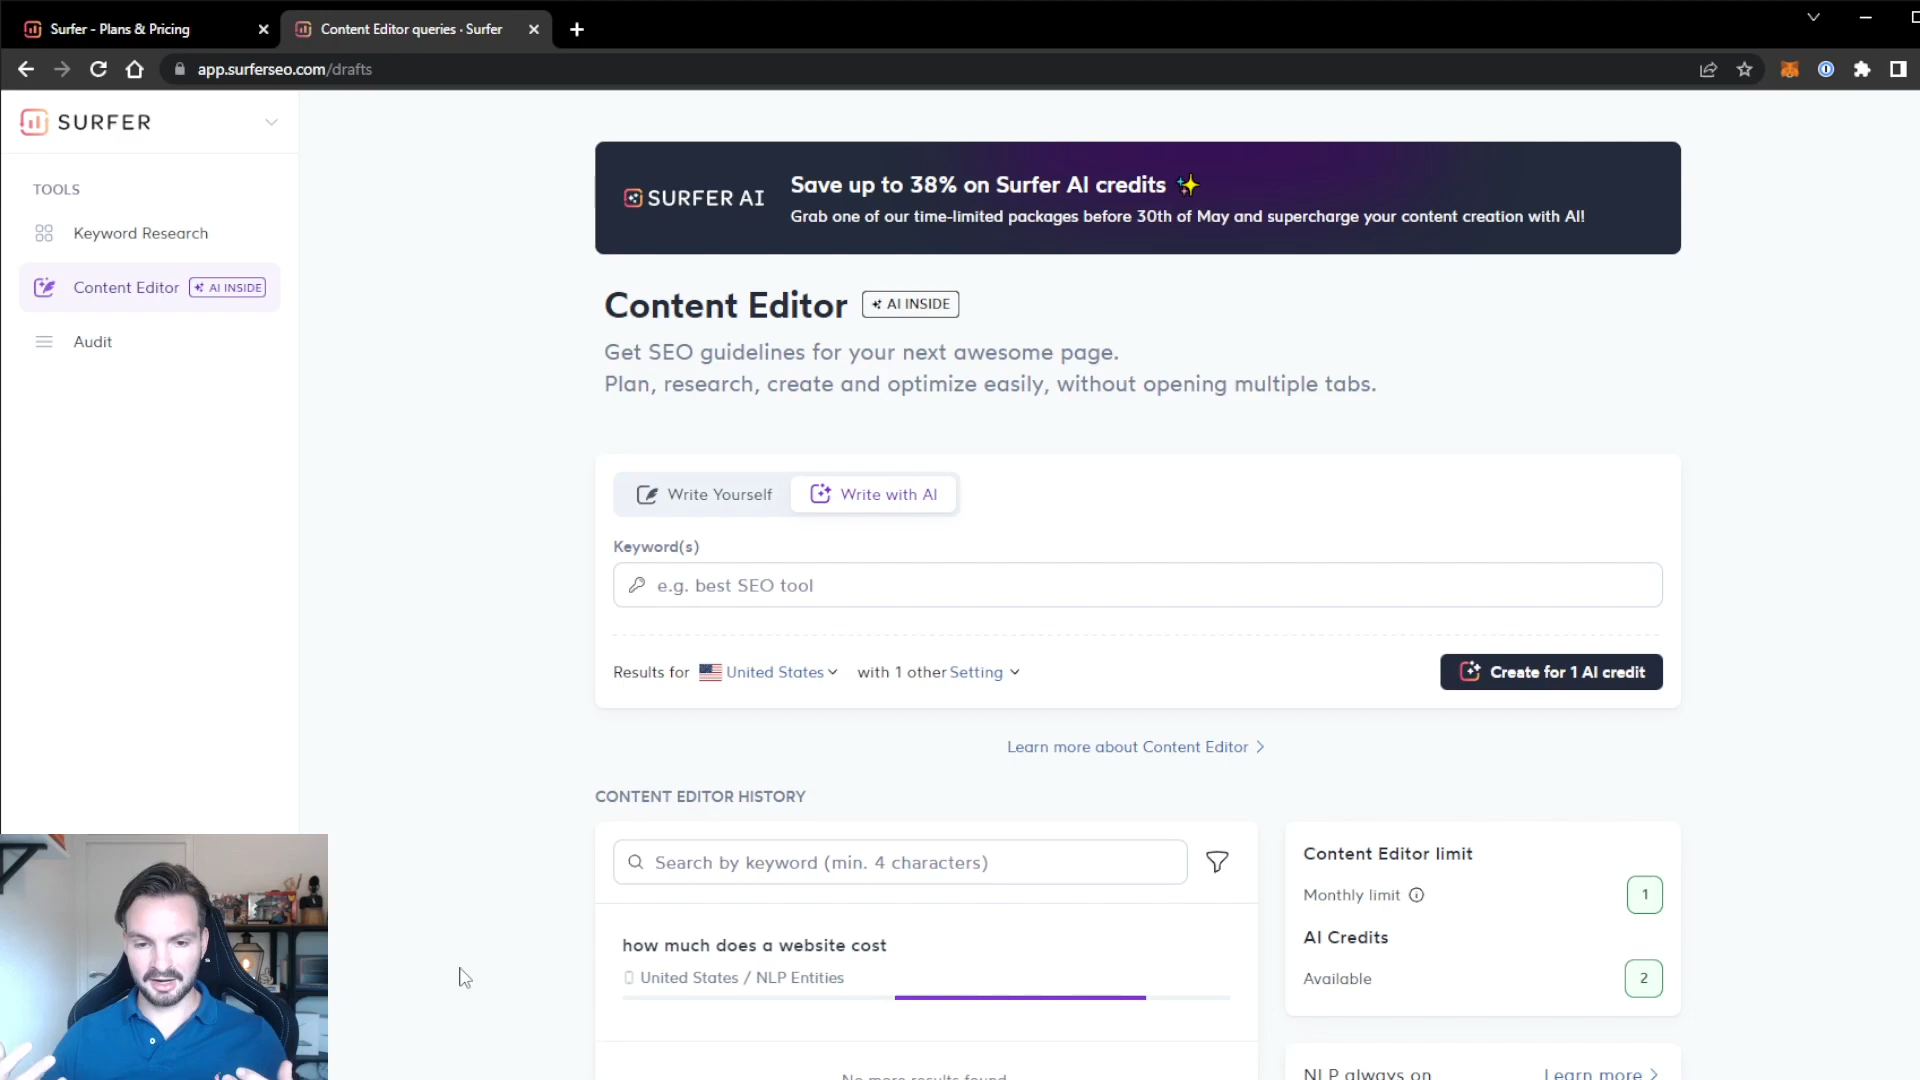 Surfer - Plans & Pricing
Content Editor queries · Surfer
app.surferseo.com/drafts
SURFER
TOOLS
Keyword Research
Content Editor AI INSIDE
Audit
SURFER AI
Save up to 38% on Surfer AI credits
Grab one of our time-limited packages before 30th of May and supercharge your content creation with AI!
Content Editor AI INSIDE
Get SEO guidelines for your next awesome page.
Plan, research, create and optimize easily, without opening multiple tabs.
Write Yourself Write with AI
Keyword(s)
e.g. best SEO tool
Results for United States with 1 other Setting
Create for 1 AI credit
Learn more about Content Editor
CONTENT EDITOR HISTORY
Search by keyword (min. 4 characters)
how much does a website cost
United States / NLP Entities
No more results found
Content Editor limit
Monthly limit 1
AI Credits
Available 2
NLP always on Learn more